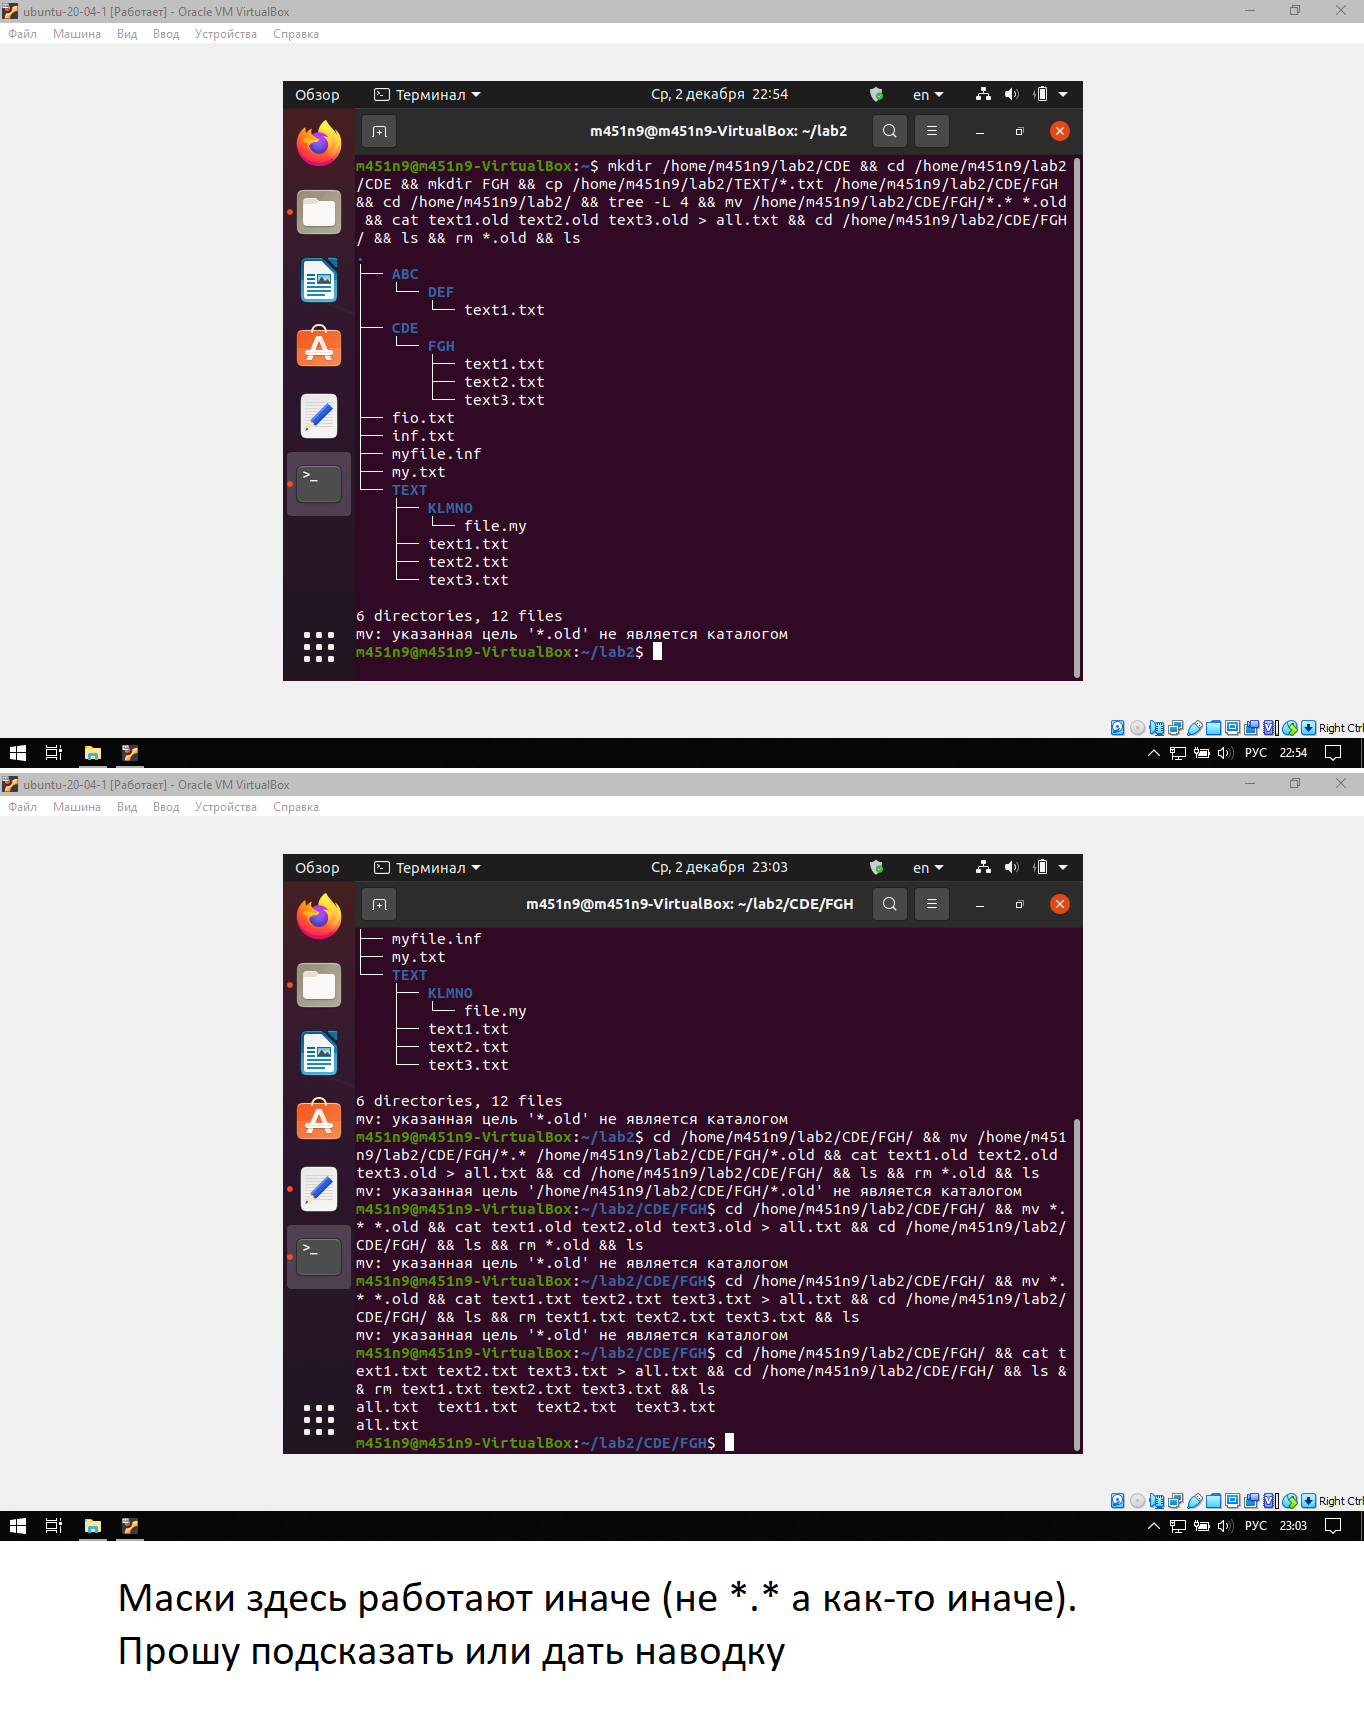 ubuntu-20-04-1 [Работает] - Oracle VM VirtualBox
Файл Машина Вид Ввод Устройства Справка
Обзор Терминал Ср, 2 декабря 22:54 en
m451n9@m451n9-VirtualBox: ~/lab2
m451n9@m451n9-VirtualBox:~$ mkdir /home/m451n9/lab2/CDE && cd /home/m451n9/lab2
/CDE && mkdir FGH && cp /home/m451n9/lab2/TEXT/*.txt /home/m451n9/lab2/CDE/FGH
&& cd /home/m451n9/lab2/ && tree -L 4 && mv /home/m451n9/lab2/CDE/FGH/*.* *.old
&& cat text1.old text2.old text3.old > all.txt && cd /home/m451n9/lab2/CDE/FGH
/ && ls && rm *.old && ls
.
├── ABC
│   └── DEF
│       └── text1.txt
├── CDE
│   └── FGH
│       ├── text1.txt
│       ├── text2.txt
│       └── text3.txt
├── fio.txt
├── inf.txt
├── myfile.inf
├── my.txt
└── TEXT
    ├── KLMNO
    │   └── file.my
    ├── text1.txt
    ├── text2.txt
    └── text3.txt
6 directories, 12 files
mv: указанная цель '*.old' не является каталогом
m451n9@m451n9-VirtualBox:~/lab2$
Right Ctrl
РУС 22:54
ubuntu-20-04-1 [Работает] - Oracle VM VirtualBox
Файл Машина Вид Ввод Устройства Справка
Обзор Терминал Ср, 2 декабря 23:03 en
m451n9@m451n9-VirtualBox: ~/lab2/CDE/FGH
├── myfile.inf
├── my.txt
└── TEXT
    ├── KLMNO
    │   └── file.my
    ├── text1.txt
    ├── text2.txt
    └── text3.txt
6 directories, 12 files
mv: указанная цель '*.old' не является каталогом
m451n9@m451n9-VirtualBox:~/lab2$ cd /home/m451n9/lab2/CDE/FGH/ && mv /home/m451
n9/lab2/CDE/FGH/*.* /home/m451n9/lab2/CDE/FGH/*.old && cat text1.old text2.old
text3.old > all.txt && cd /home/m451n9/lab2/CDE/FGH/ && ls && rm *.old && ls
mv: указанная цель '/home/m451n9/lab2/CDE/FGH/*.old' не является каталогом
m451n9@m451n9-VirtualBox:~/lab2/CDE/FGH$ cd /home/m451n9/lab2/CDE/FGH/ && mv *.
* *.old && cat text1.old text2.old text3.old > all.txt && cd /home/m451n9/lab2/
CDE/FGH/ && ls && rm *.old && ls
mv: указанная цель '*.old' не является каталогом
m451n9@m451n9-VirtualBox:~/lab2/CDE/FGH$ cd /home/m451n9/lab2/CDE/FGH/ && mv *.
* *.old && cat text1.txt text2.txt text3.txt > all.txt && cd /home/m451n9/lab2/
CDE/FGH/ && ls && rm text1.txt text2.txt text3.txt && ls
mv: указанная цель '*.old' не является каталогом
m451n9@m451n9-VirtualBox:~/lab2/CDE/FGH$ cd /home/m451n9/lab2/CDE/FGH/ && cat t
ext1.txt text2.txt text3.txt > all.txt && cd /home/m451n9/lab2/CDE/FGH/ && ls &
& rm text1.txt text2.txt text3.txt && ls
all.txt text1.txt text2.txt text3.txt
all.txt
m451n9@m451n9-VirtualBox:~/lab2/CDE/FGH$
Right Ctrl
РУС 23:03
Маски здесь работают иначе (не *.* а как-то иначе).
Прошу подсказать или дать наводку